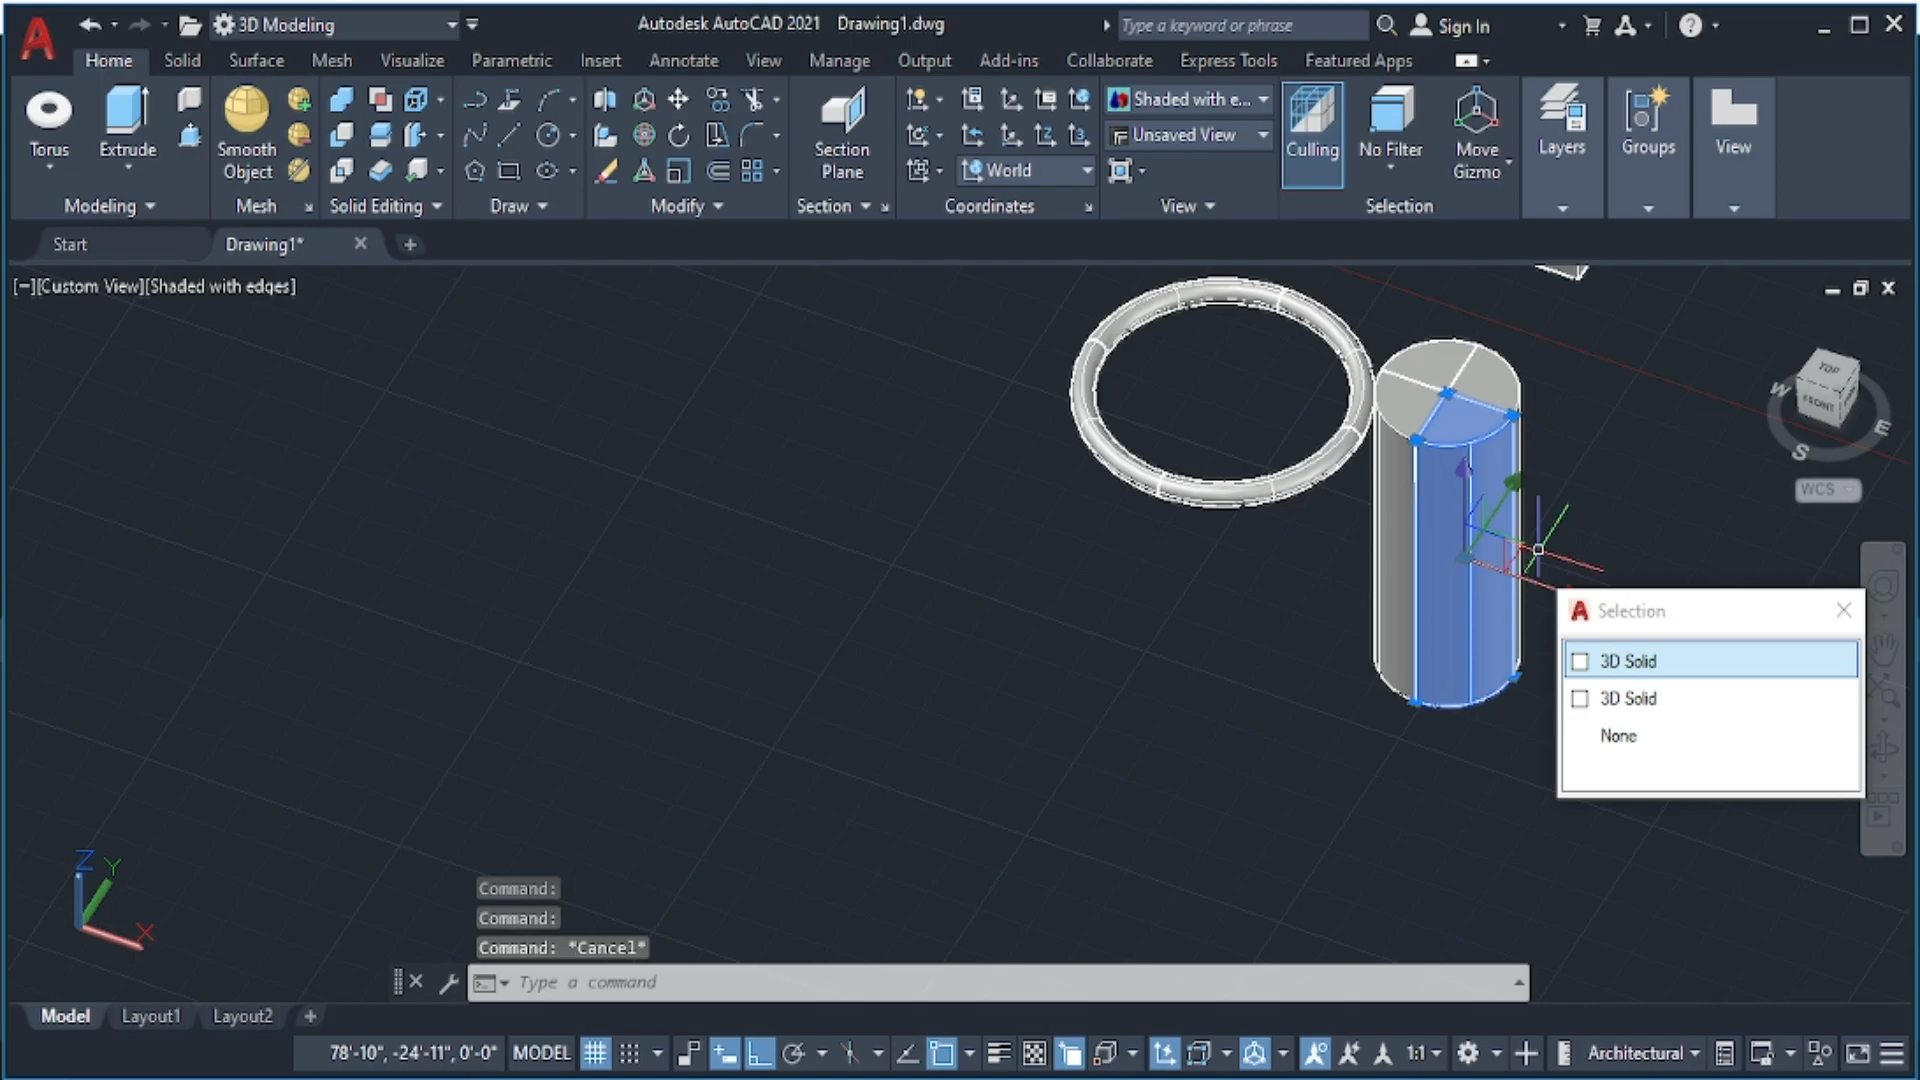 3D Modeling
Autodesk AutoCAD 2021 Drawing1.dwg
Type a keyword or phrase
Sign In
Home Solid Surface Mesh Visualize Parametric Insert Annotate View Manage Output Add-ins Collaborate Express Tools Featured Apps
Torus
Extrude
Smooth
Object
Section
Plane
Shaded with e...
Unsaved View
World
Culling
No Filter
Move
Gizmo
Layers
Groups
View
Modeling
Mesh
Solid Editing
Draw
Modify
Section
Coordinates
View
Selection
Start
Drawing1*
[−][Custom View][Shaded with edges]
TOP
FRONT
W
S
E
WCS
Selection
3D Solid
3D Solid
None
Z
Y
X
Command:
Command:
Command: *Cancel*
Type a command
Model Layout1 Layout2
78'-10", -24'-11", 0'-0" MODEL
1:1
Architectural